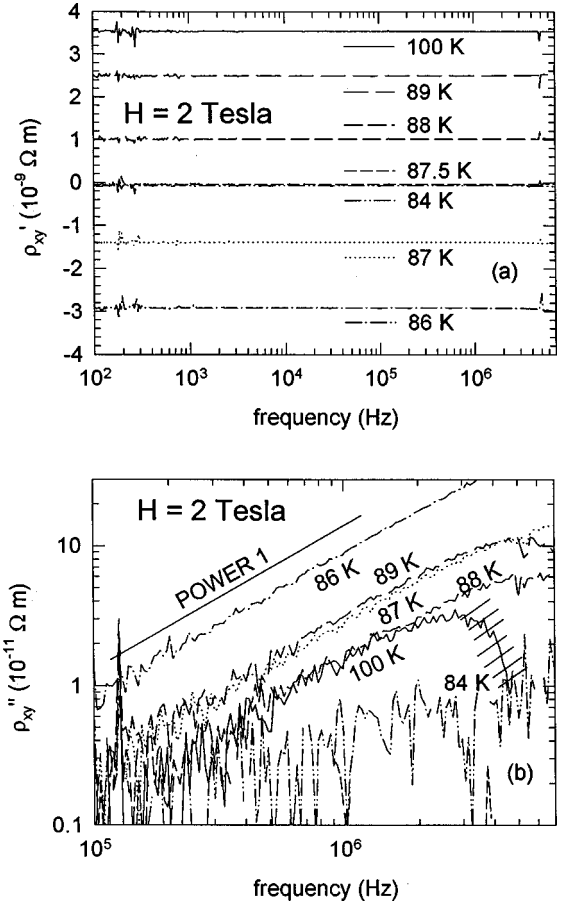 4
3
2
1
0
-1
-2
-3
-4
ρxy' (10⁻⁹ Ω m)
100 K
89 K
H = 2 Tesla
88 K
87.5 K
84 K
87 K
(a)
86 K
10²
10³
10⁴
10⁵
10⁶
frequency (Hz)
H = 2 Tesla
10
1
0.1
ρxy'' (10⁻¹¹ Ω m)
POWER 1
86 K
89 K
88 K
87 K
100 K
84 K
(b)
10⁵
10⁶
frequency (Hz)